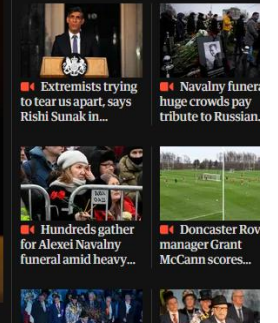 Extremists trying
to tear us apart, says
Rishi Sunak in...
Navalny funera
huge crowds pay
tribute to Russian.
Hundreds gather
for Alexei Navalny
funeral amid heavy...
Doncaster Rov
manager Grant
McCann scores...